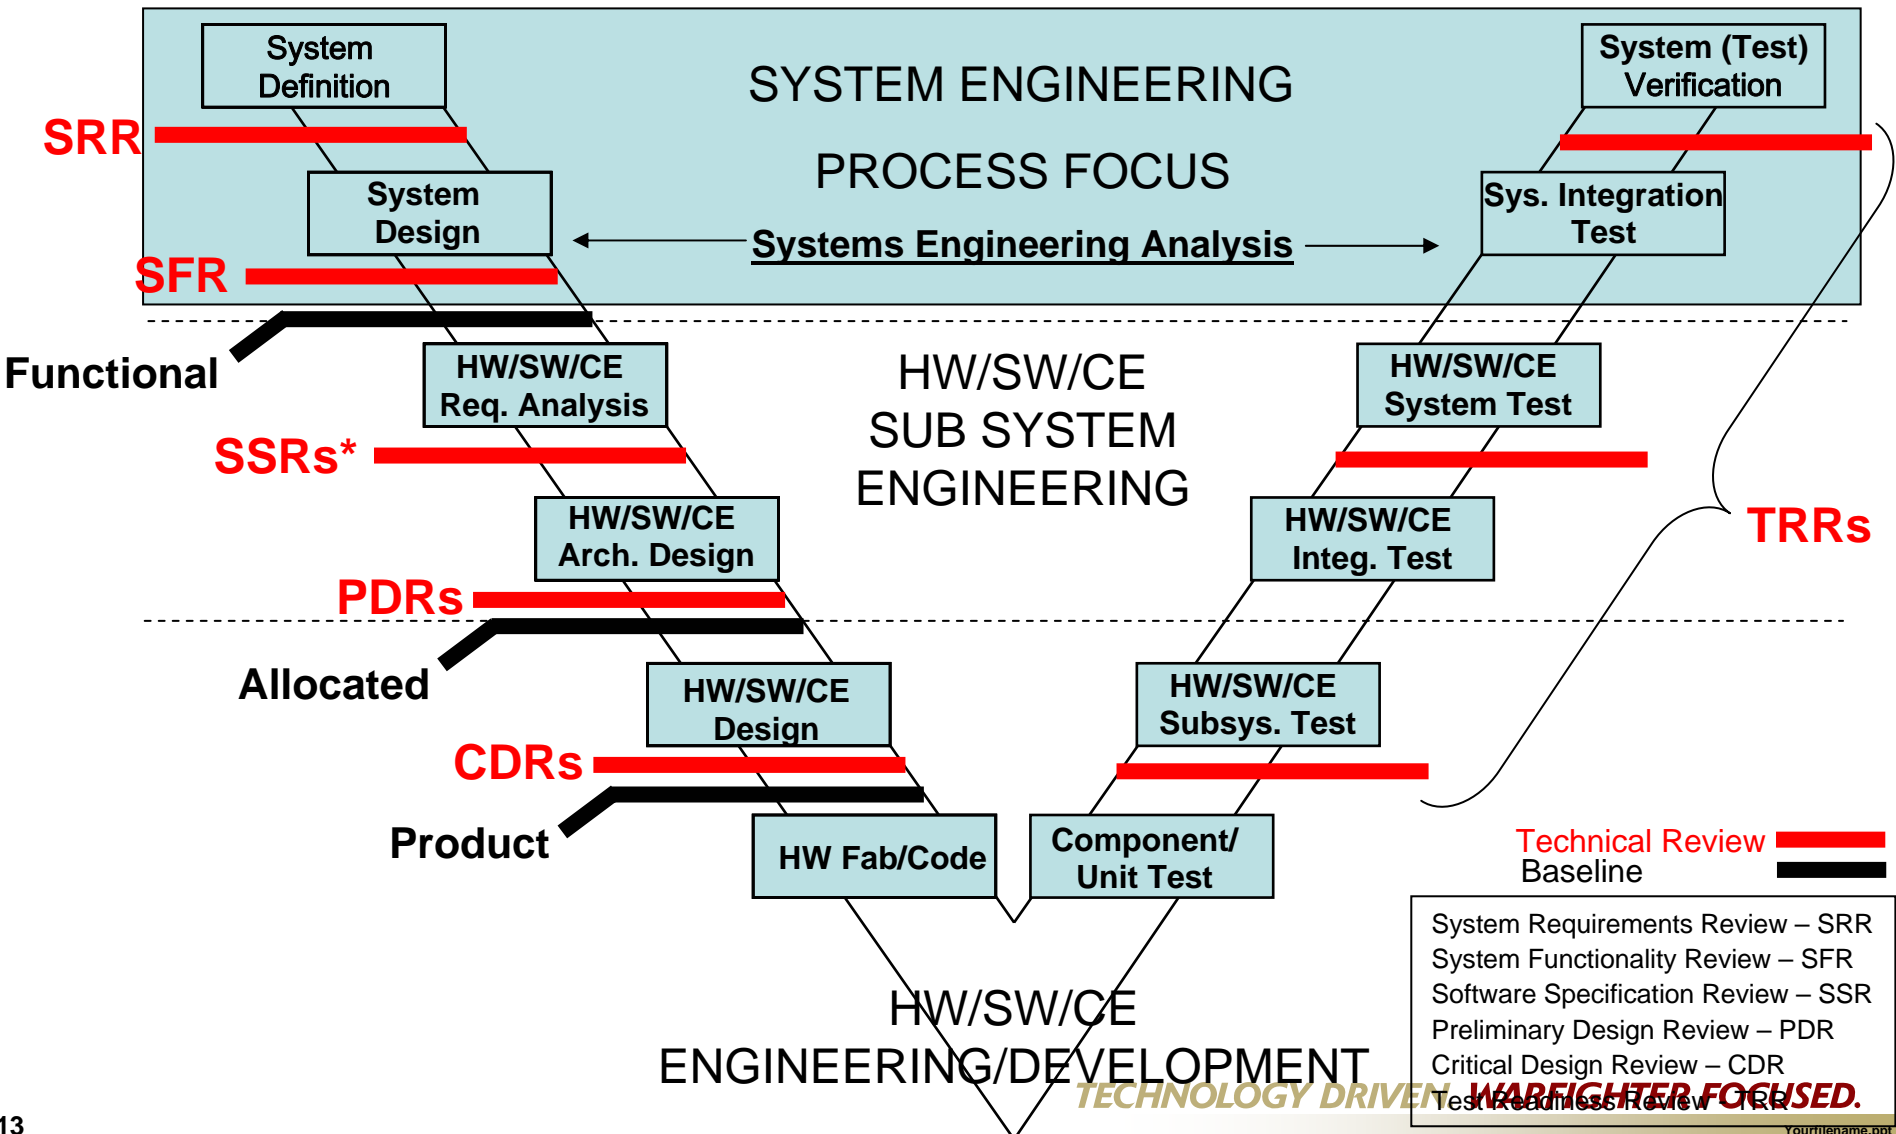 System
Definition
SYSTEM ENGINEERING
PROCESS FOCUS
System (Test)
Verification
SRR
System
Design
Systems Engineering Analysis
Sys. Integration
Test
SFR
Functional
HW/SW/CE
Req. Analysis
HW/SW/CE
SUB SYSTEM
ENGINEERING
HW/SW/CE
System Test
SSRs*
HW/SW/CE
Arch. Design
HW/SW/CE
Integ. Test
TRRs
PDRs
Allocated
HW/SW/CE
Design
HW/SW/CE
Subsys. Test
CDRs
Product
HW Fab/Code
Component/
Unit Test
Technical Review
Baseline
HW/SW/CE
ENGINEERING/DEVELOPMENT
System Requirements Review – SRR
System Functionality Review – SFR
Software Specification Review – SSR
Preliminary Design Review – PDR
Critical Design Review – CDR
Test Readiness Review - TRR
TECHNOLOGY DRIVEN. WARFIGHTER FOCUSED.
13
Yourfilename.ppt